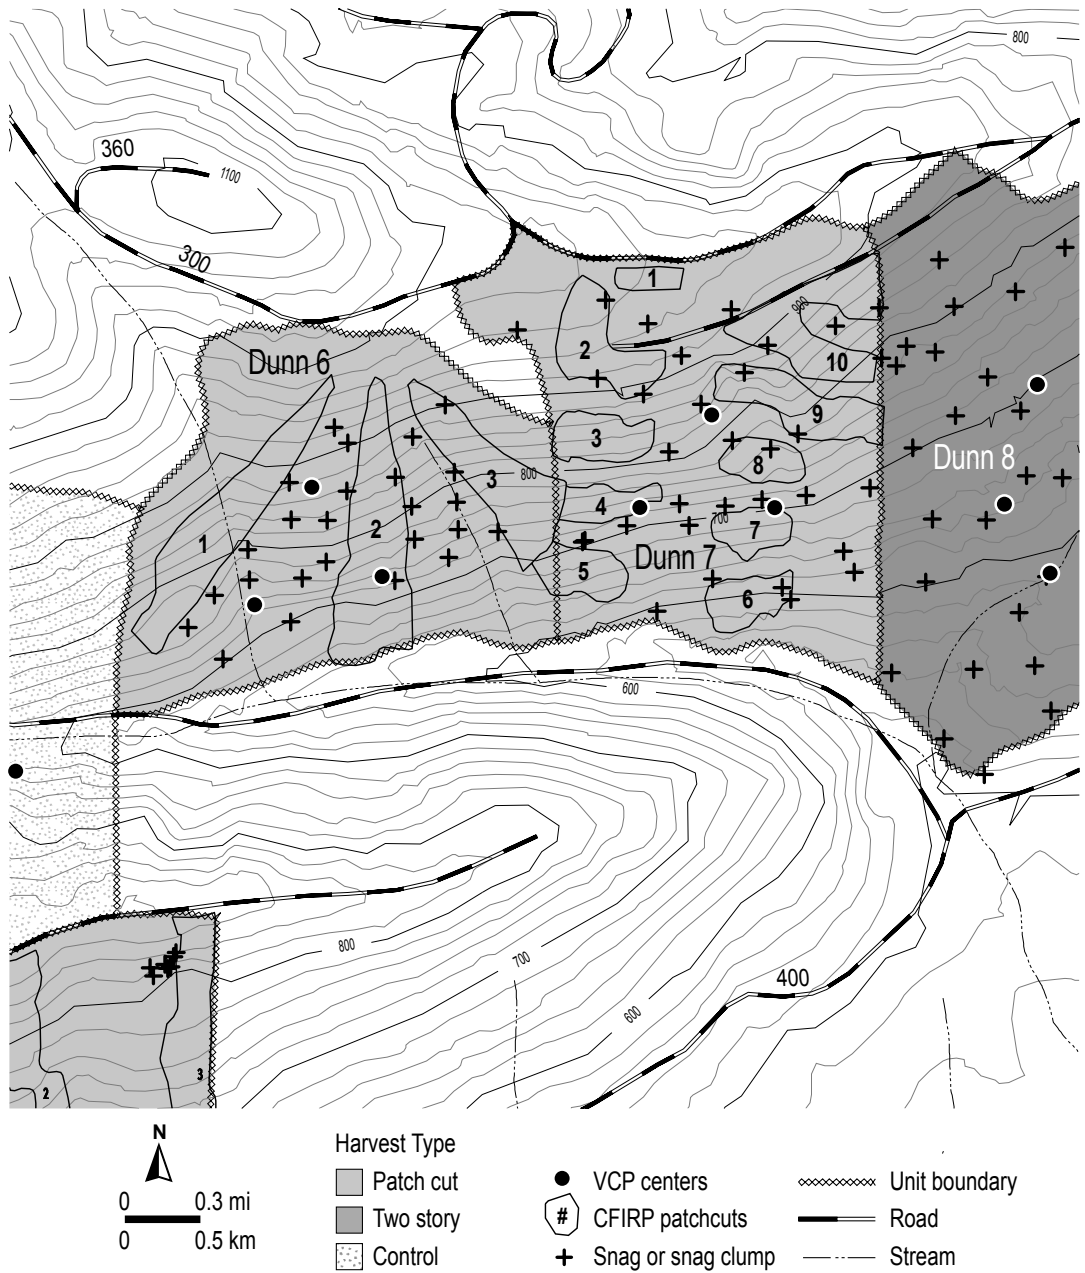 800
360
1100
300
1
2
10
800
Dunn 6
9
3
8
Dunn 8
3
800
4
700
7
1
2
Dunn 7
5
6
600
800
700
400
600
3
2
N
0 0.3 mi
0 0.5 km
Harvest Type
Patch cut
Two story
Control
VCP centers
# CFIRP patchcuts
Snag or snag clump
Unit boundary
Road
Stream